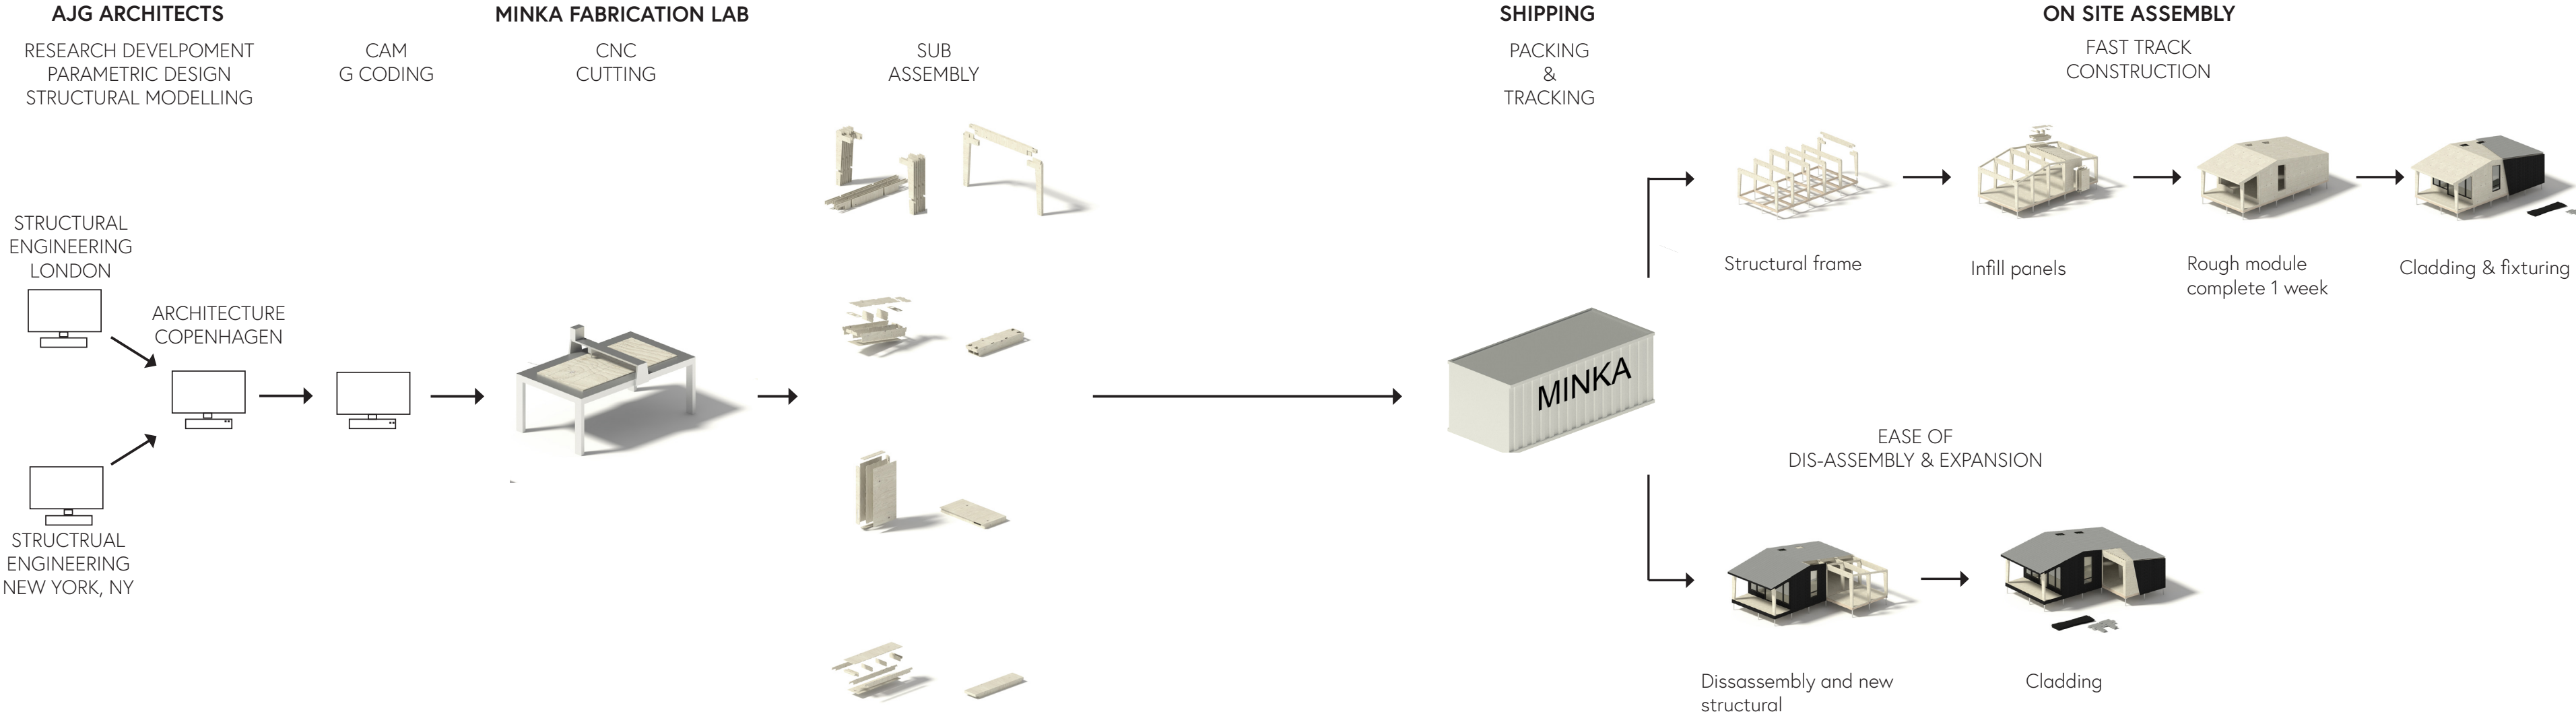 AJG ARCHITECTS
RESEARCH DEVELPOMENT
PARAMETRIC DESIGN
STRUCTURAL MODELLING
CAM
G CODING
MINKA FABRICATION LAB
CNC
CUTTING
SUB
ASSEMBLY
SHIPPING
PACKING
&
TRACKING
ON SITE ASSEMBLY
FAST TRACK
CONSTRUCTION
STRUCTURAL
ENGINEERING
LONDON
ARCHITECTURE
COPENHAGEN
STRUCTRUAL
ENGINEERING
NEW YORK, NY
MINKA
Structural frame
Infill panels
Rough module
complete 1 week
Cladding & fixturing
EASE OF
DIS-ASSEMBLY & EXPANSION
Dissassembly and new
structural
Cladding